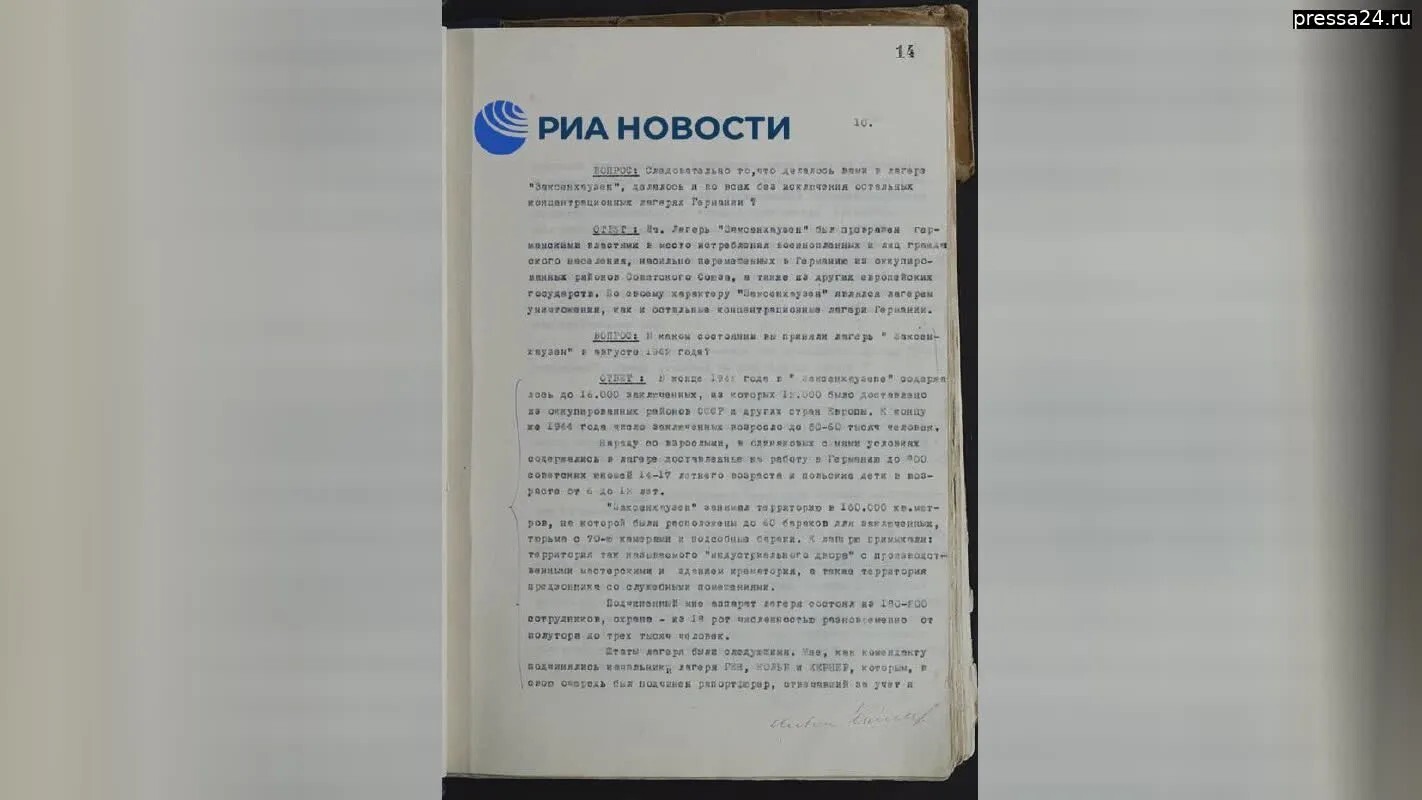 pressa24.ru
14
РИА НОВОСТИ
10.
ВОПРОС: Следовательно то, что делалось вами в лагере
"Заксенхаузен", делалось и во всех без исключения остальных
концентрационных лагерях Германии ?
ОТВЕТ : Да. Лагерь "Заксенхаузен" был превращен гер-
манскими властями в место истребления военнопленных и лиц граждан
ского населения, насильно перемещенных в Германию из оккупиро-
ванных районов Советского Союза, а также из других европейских
государств. По своему характеру "Заксенхаузен" являлся лагерем
уничтожения, как и остальные концентрационные лагери Германии.
ВОПРОС: В каком состоянии вы приняли лагерь " Заксен-
хаузен" в августе 1942 года?
ОТВЕТ : В конце года в " Заксенхаузене" содержа
лось до 16.000 заключенных, из которых было доставлено
из оккупированных районов СССР и других стран Европы. К концу
же 1944 года число заключенных возросло до 50-60 тысяч человек.
Наряду со взрослыми, в одинаковых с ними условиях
содержались в лагере доставленные на работу в Германию до
советских юношей 14-17 летнего возраста и польские дети в воз-
расте от 6 до 12 лет.
"Заксенхаузен" занимал территорию в 160.000 кв.мет-
ров, на которой были расположены до 60 бараков для заключенных,
тюрьма с 70-ю камерами и подсобные бараки. К лагерю примыкали:
территория так называемого "индустриального двора" с производст-
венными мастерскими и зданием крематория, а также территория
предзонника со служебными помещениями.
Подчиненный мне аппарат лагеря состоял из 180-200
сотрудников, охрана - из 18 рот численностью разновременно от
полутора до трех тысяч человек.
Штаты лагеря были следующими. Мне, как коменданту
подчинялись начальники лагеря ГЕН, КОЛЬБ и КЕРНЕР, которым, в
свою очередь был подчинен рапортфюрер, отвечавший за учет и